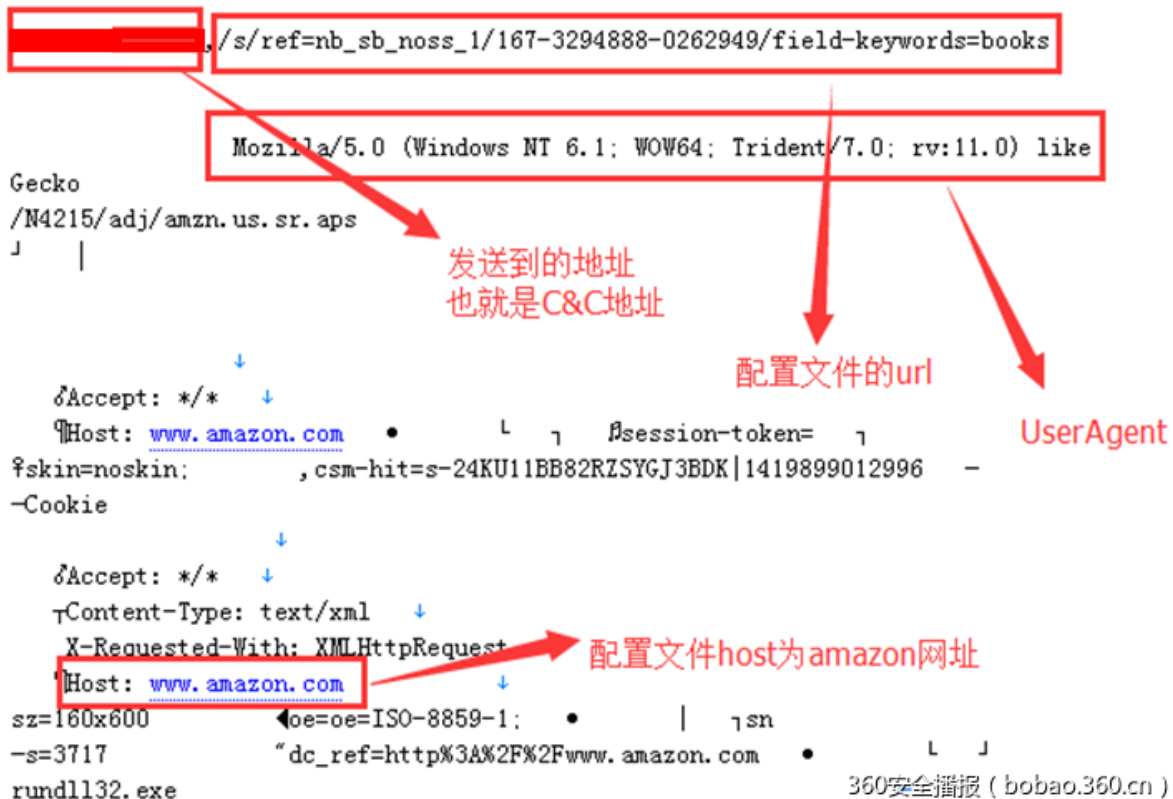 ,/s/ref=nb_sb_noss_1/167-3294888-0262949/field-keywords=books
Mozilla/5.0 (Windows NT 6.1; WOW64; Trident/7.0; rv:11.0) like
Gecko
/N4215/adj/amzn.us.sr.aps
┘ |
发送到的地址
也就是C&C地址
↓
配置文件的url
♂Accept: */* ↓
UserAgent
¶Host: www.amazon.com • └ ┐ βsession-token= ┐
♀skin=noskin; ,csm-hit=s-24KU11BB82RZSYGJ3BDK|1419899012996 —
—Cookie
↓
♂Accept: */* ↓
┬Content-Type: text/xml ↓
X-Requested-With: XMLHttpRequest
配置文件host为amazon网址
¶Host: www.amazon.com ↓
sz=160x600 ◄oe=oe=ISO-8859-1; • | ┐sn
—s=3717 "dc_ref=http%3A%2F%2Fwww.amazon.com • └ ┘
rundll32.exe
360安全播报（bobao.360.cn）